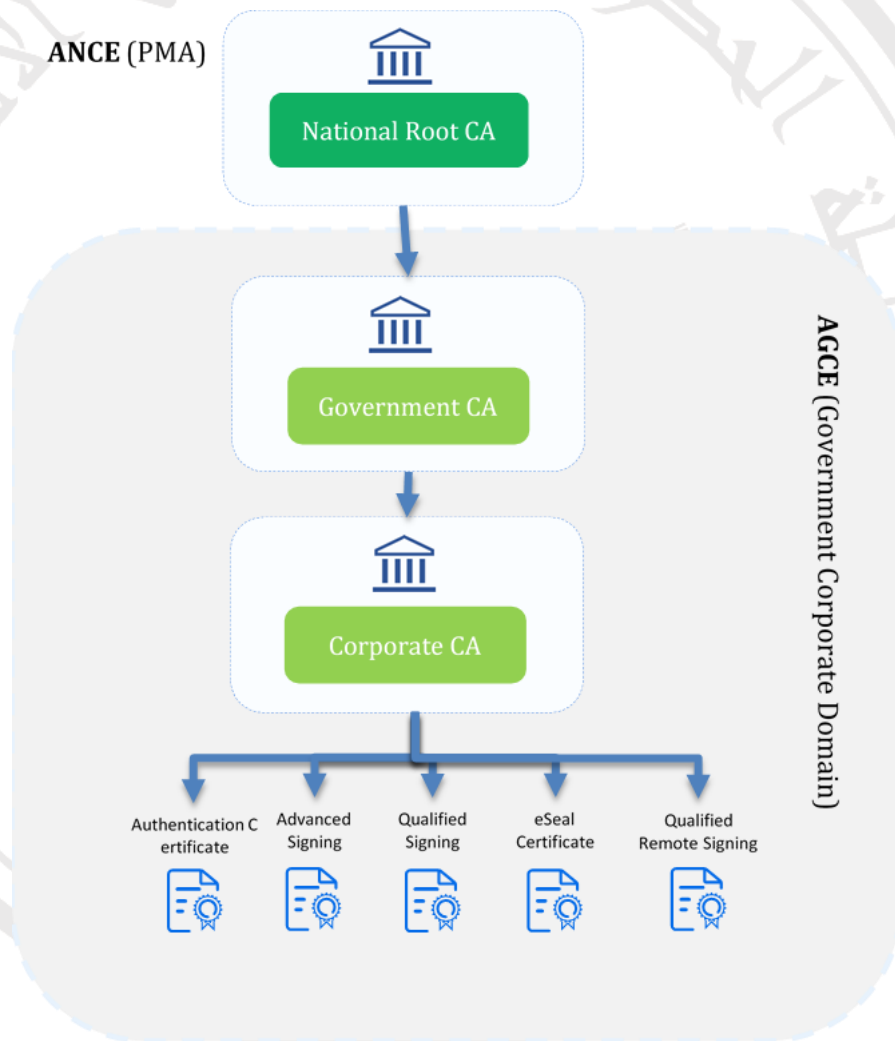 ANCE (PMA)
National Root CA
Government CA
AGCE (Government Corporate Domain)
Corporate CA
Authentication C
ertificate
Advanced
Signing
Qualified
Signing
eSeal
Certificate
Qualified
Remote Signing